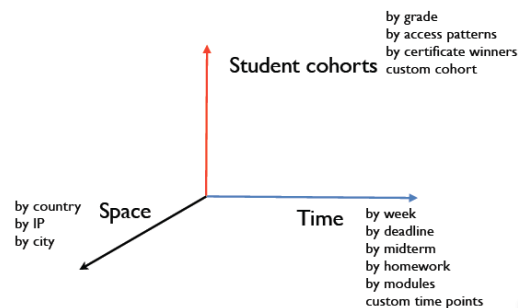 by grade
by access patterns
by certificate winners
custom cohort
Student cohorts
by country
by IP
by city
Space
Time
by week
by deadline
by midterm
by homework
by modules
custom time points